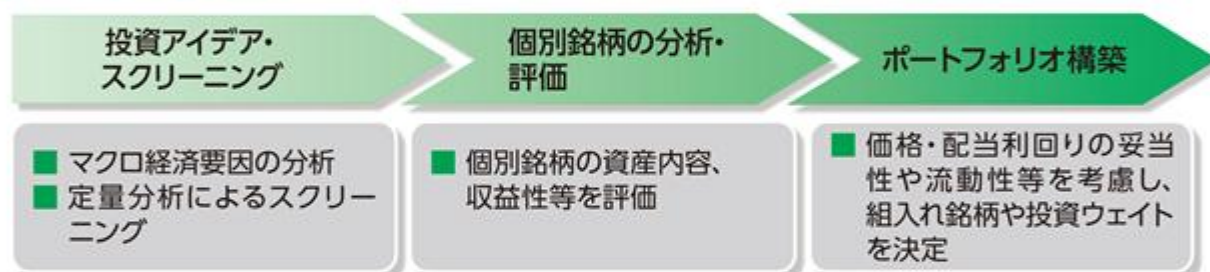 投資アイデア・
スクリーニング
個別銘柄の分析・
評価
ポートフォリオ構築
■ マクロ経済要因の分析
■ 定量分析によるスクリー
ニング
■ 個別銘柄の資産内容、
収益性等を評価
■ 価格・配当利回りの妥当
性や流動性等を考慮し、
組入れ銘柄や投資ウェイト
を決定